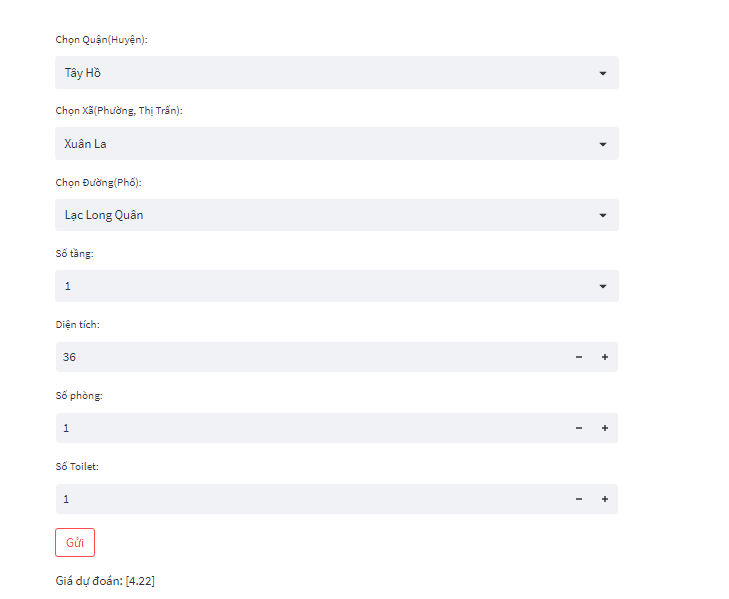 Chọn Quận(Huyện):
Tây Hồ
Chọn Xã(Phường, Thị Trấn):
Xuân La
Chọn Đường(Phố):
Lạc Long Quân
Số tầng:
1
Diện tích:
36
Số phòng:
1
Số Toilet:
1
Gửi
Giá dự đoán: [4.22]